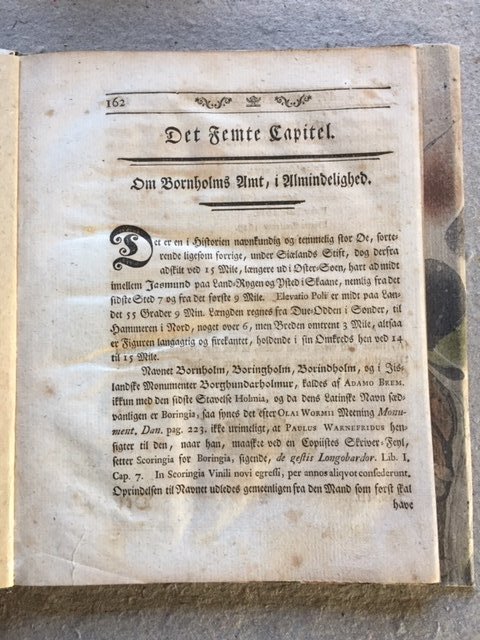 162
Det Femte Capitel.
Om Bornholms Amt, i Almindelighed.
Det er en i Historien navnkundig og temmelig stor Oe, sorte-
rende ligesom forrige, under Siælands Stift, dog derfra
adskilt ved 15 Mile, længere ud i Oster-Soen, hart ad midt
imellem Jasmund paa Land-Rygen og Ysted i Skaane, nemlig fra det
sidste Sted 7 og fra det første 9 Mile. Elevatio Poli er midt paa Lan-
det 55 Grader 9 Min. Længden regnes fra Due-Odden i Sønder, til
Hammeren i Nord, noget over 6, men Breden omtrent 3 Mile, altsaa
er Figuren langagtig og firekantet, holdende i sin Omkreds hen ved 14
til 15 Mile.
Navnet Bornholm, Boringholm, Borindholm, og i Jis-
landske Monumenter Borghundarholmur, kaldes af ADAMO BREM.
ikkun med den sidste Stavelse Holmia, og da dens Latinske Navn sæd-
vanligen er Boringia, saa synes det efter OLAI WORMII Meening Monu-
ment. Dan. pag. 223. ikke urimeligt, at PAULUS WARNEFRIDUS hen-
sigter til den, naar han, maaskee ved en Copiistes Skriver-Feyl,
setter Scoringia for Boringia, sigende, de gestis Longobardor. Lib. I.
Cap. 7. In Scoringia Vinili novi egressi, per annos aliqvot consederunt.
Oprindelsen til Navnet udledes gemeenligen fra den Mand som først skal
have